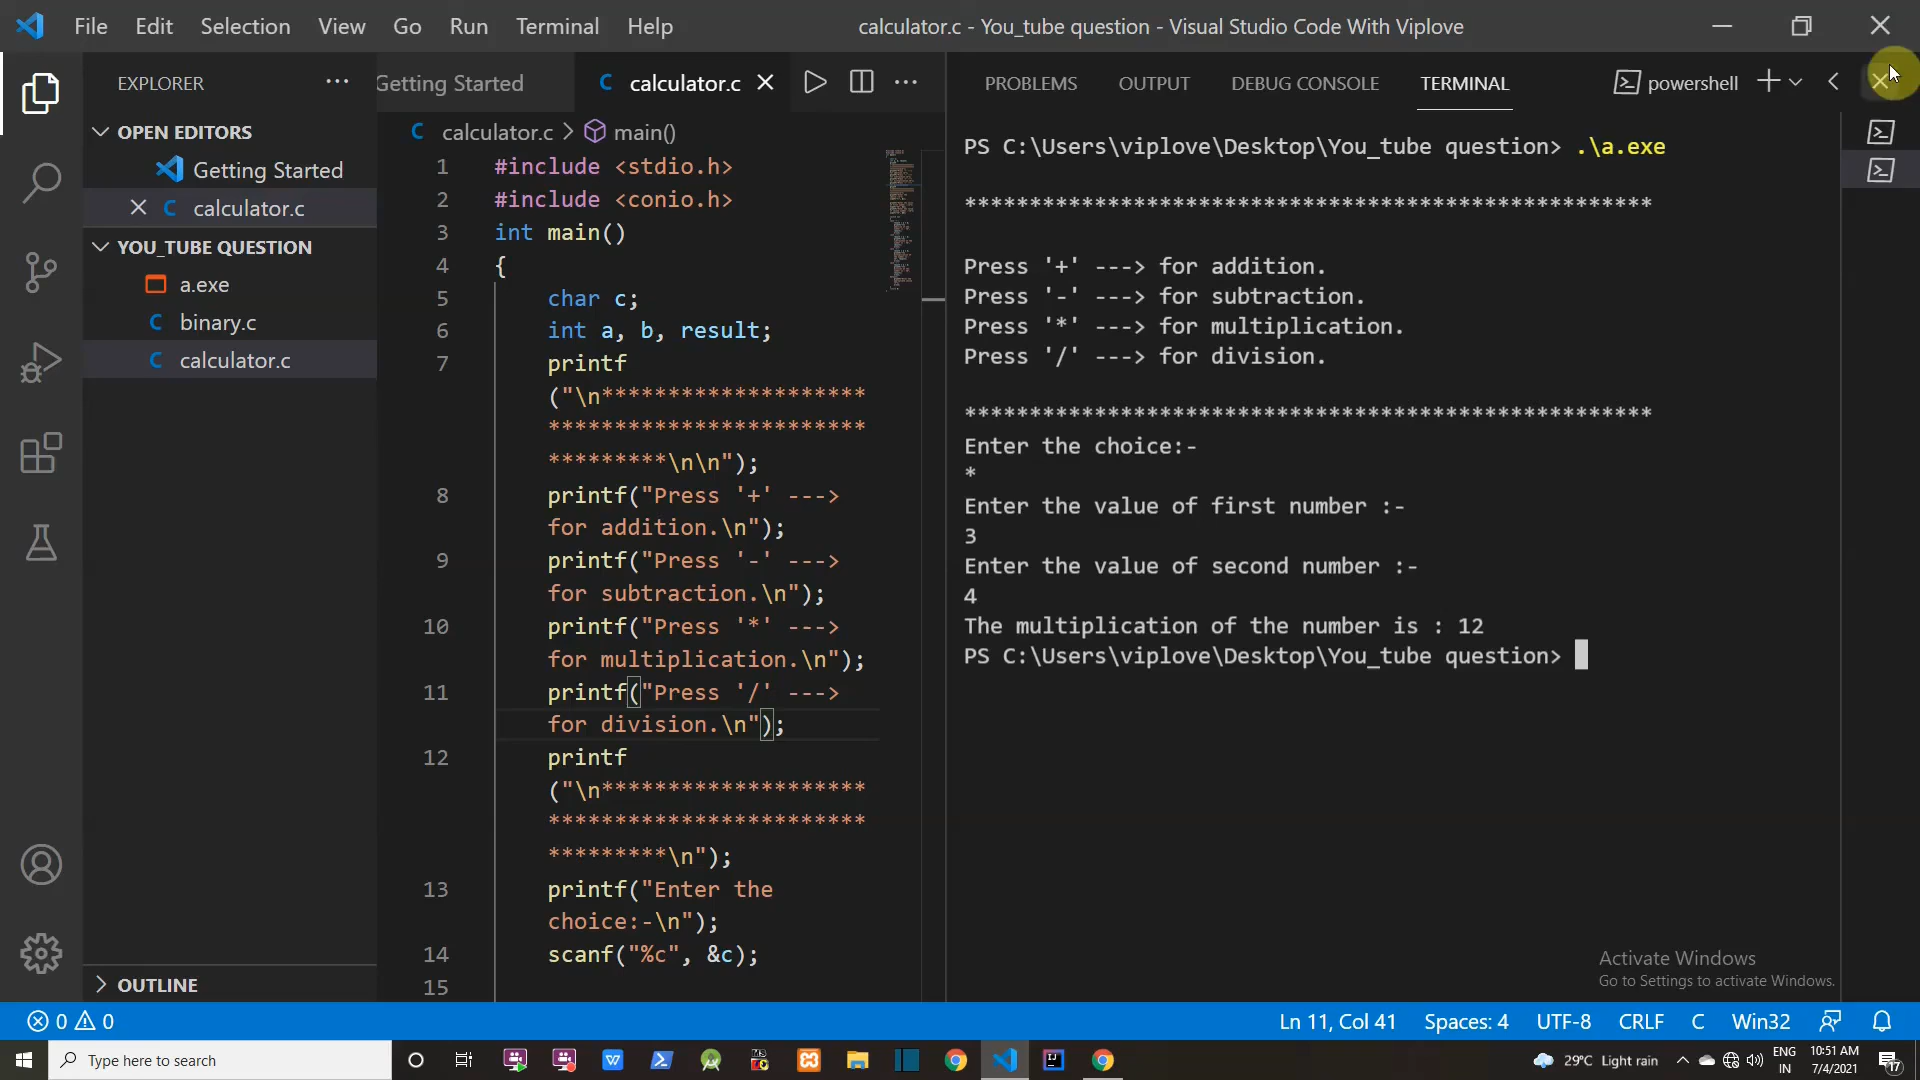 File Edit Selection View Go Run Terminal Help
calculator.c - You_tube question - Visual Studio Code With Viplove
EXPLORER
OPEN EDITORS
Getting Started
calculator.c
YOU_TUBE QUESTION
a.exe
binary.c
calculator.c
OUTLINE
Getting Started
C calculator.c
C calculator.c > main()
1 #include <stdio.h>
2 #include <conio.h>
3 int main()
4 {
5 char c;
6 int a, b, result;
7 printf
("\n********************
************************
*********\n\n");
8 printf("Press '+' --->
for addition.\n");
9 printf("Press '-' --->
for subtraction.\n");
10 printf("Press '*' --->
for multiplication.\n");
11 printf("Press '/' --->
for division.\n");
12 printf
("\n********************
************************
*********\n");
13 printf("Enter the
choice:-\n");
14 scanf("%c", &c);
15
PROBLEMS OUTPUT DEBUG CONSOLE TERMINAL
powershell
PS C:\Users\viplove\Desktop\You_tube question> .\a.exe
*****************************************************
Press '+' ---> for addition.
Press '-' ---> for subtraction.
Press '*' ---> for multiplication.
Press '/' ---> for division.
*****************************************************
Enter the choice:-
*
Enter the value of first number :-
3
Enter the value of second number :-
4
The multiplication of the number is : 12
PS C:\Users\viplove\Desktop\You_tube question>
Activate Windows
Go to Settings to activate Windows.
0 0
Ln 11, Col 41 Spaces: 4 UTF-8 CRLF C Win32
Type here to search
29°C Light rain
ENG
IN
10:51 AM
7/4/2021
17